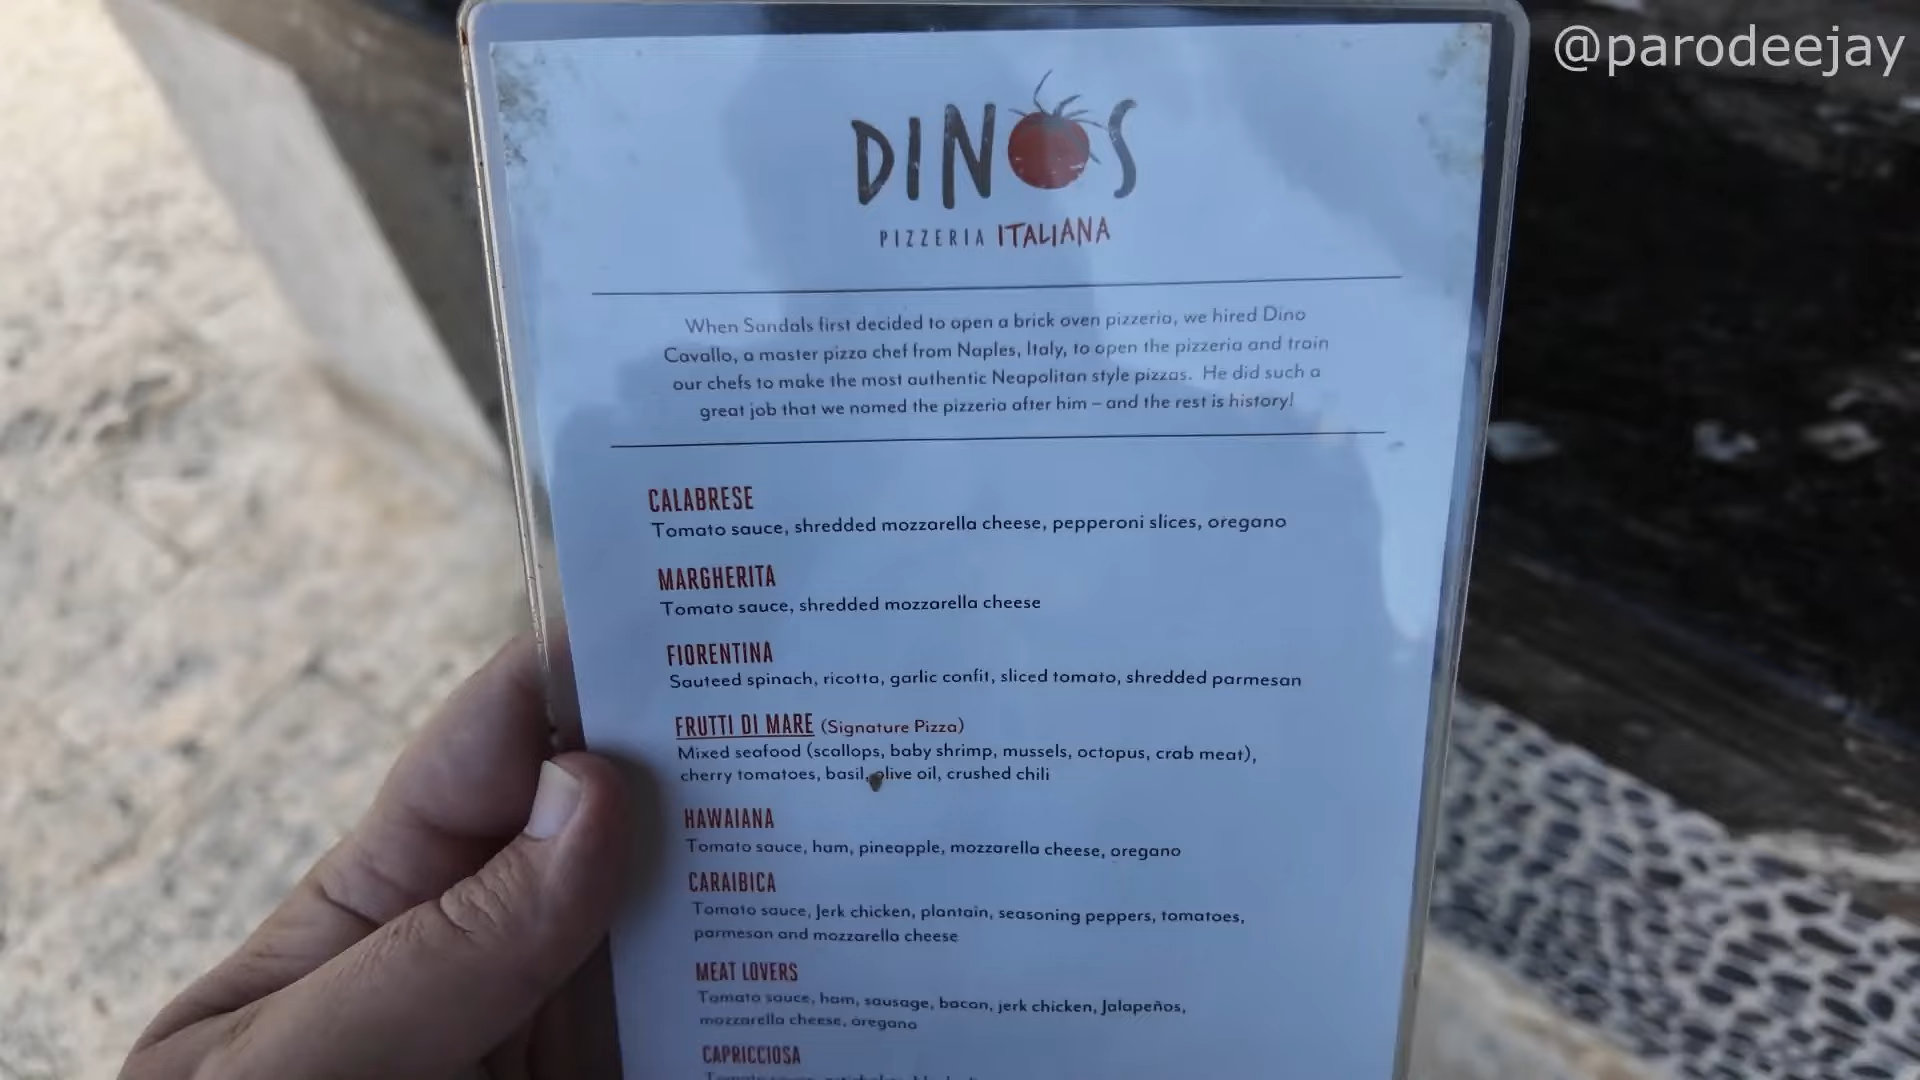 @parodeejay
DINOS
PIZZERIA ITALIANA
When Sandals first decided to open a brick oven pizzeria, we hired Dino
Cavallo, a master pizza chef from Naples, Italy, to open the pizzeria and train
our chefs to make the most authentic Neapolitan style pizzas. He did such a
great job that we named the pizzeria after him – and the rest is history!
CALABRESE
Tomato sauce, shredded mozzarella cheese, pepperoni slices, oregano
MARGHERITA
Tomato sauce, shredded mozzarella cheese
FIORENTINA
Sauteed spinach, ricotta, garlic confit, sliced tomato, shredded parmesan
FRUTTI DI MARE (Signature Pizza)
Mixed seafood (scallops, baby shrimp, mussels, octopus, crab meat),
cherry tomatoes, basil, olive oil, crushed chili
HAWAIANA
Tomato sauce, ham, pineapple, mozzarella cheese, oregano
CARAIBICA
Tomato sauce, Jerk chicken, plantain, seasoning peppers, tomatoes,
parmesan and mozzarella cheese
MEAT LOVERS
Tomato sauce, ham, sausage, bacon, jerk chicken, Jalapeños,
mozzarella cheese, oregano
CAPRICCIOSA